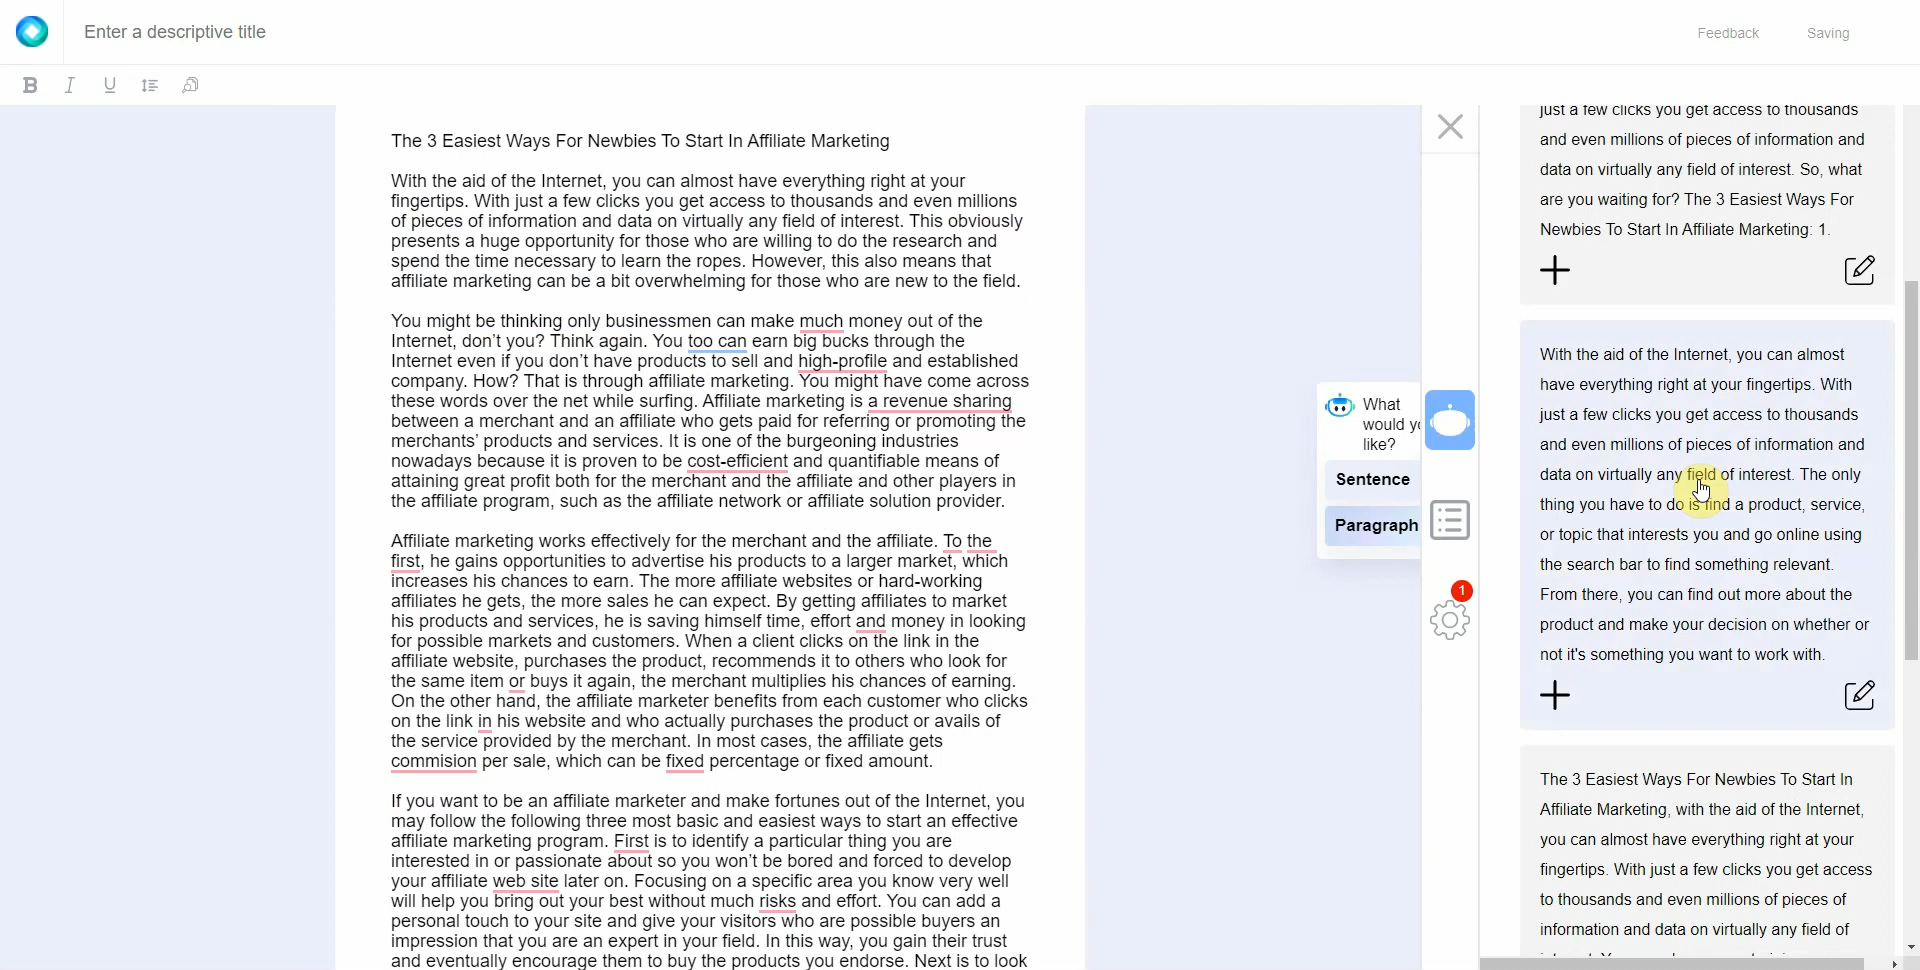 Enter a descriptive title
Feedback
Saving
B I U
The 3 Easiest Ways For Newbies To Start In Affiliate Marketing
With the aid of the Internet, you can almost have everything right at your
fingertips. With just a few clicks you get access to thousands and even millions
of pieces of information and data on virtually any field of interest. This obviously
presents a huge opportunity for those who are willing to do the research and
spend the time necessary to learn the ropes. However, this also means that
affiliate marketing can be a bit overwhelming for those who are new to the field.
You might be thinking only businessmen can make much money out of the
Internet, don't you? Think again. You too can earn big bucks through the
Internet even if you don't have products to sell and high-profile and established
company. How? That is through affiliate marketing. You might have come across
these words over the net while surfing. Affiliate marketing is a revenue sharing
between a merchant and an affiliate who gets paid for referring or promoting the
merchants' products and services. It is one of the burgeoning industries
nowadays because it is proven to be cost-efficient and quantifiable means of
attaining great profit both for the merchant and the affiliate and other players in
the affiliate program, such as the affiliate network or affiliate solution provider.
Affiliate marketing works effectively for the merchant and the affiliate. To the
first, he gains opportunities to advertise his products to a larger market, which
increases his chances to earn. The more affiliate websites or hard-working
affiliates he gets, the more sales he can expect. By getting affiliates to market
his products and services, he is saving himself time, effort and money in looking
for possible markets and customers. When a client clicks on the link in the
affiliate website, purchases the product, recommends it to others who look for
the same item or buys it again, the merchant multiplies his chances of earning.
On the other hand, the affiliate marketer benefits from each customer who clicks
on the link in his website and who actually purchases the product or avails of
the service provided by the merchant. In most cases, the affiliate gets
commision per sale, which can be fixed percentage or fixed amount.
If you want to be an affiliate marketer and make fortunes out of the Internet, you
may follow the following three most basic and easiest ways to start an effective
affiliate marketing program. First is to identify a particular thing you are
interested in or passionate about so you won't be bored and forced to develop
your affiliate web site later on. Focusing on a specific area you know very well
will help you bring out your best without much risks and effort. You can add a
personal touch to your site and give your visitors who are possible buyers an
impression that you are an expert in your field. In this way, you gain their trust
and eventually encourage them to buy the products you endorse. Next is to look
What
would yo
like?
Sentence
Paragraph
1
just a few clicks you get access to thousands
and even millions of pieces of information and
data on virtually any field of interest. So, what
are you waiting for? The 3 Easiest Ways For
Newbies To Start In Affiliate Marketing: 1.
With the aid of the Internet, you can almost
have everything right at your fingertips. With
just a few clicks you get access to thousands
and even millions of pieces of information and
data on virtually any field of interest. The only
thing you have to do is find a product, service,
or topic that interests you and go online using
the search bar to find something relevant.
From there, you can find out more about the
product and make your decision on whether or
not it's something you want to work with.
The 3 Easiest Ways For Newbies To Start In
Affiliate Marketing, with the aid of the Internet,
you can almost have everything right at your
fingertips. With just a few clicks you get access
to thousands and even millions of pieces of
information and data on virtually any field of